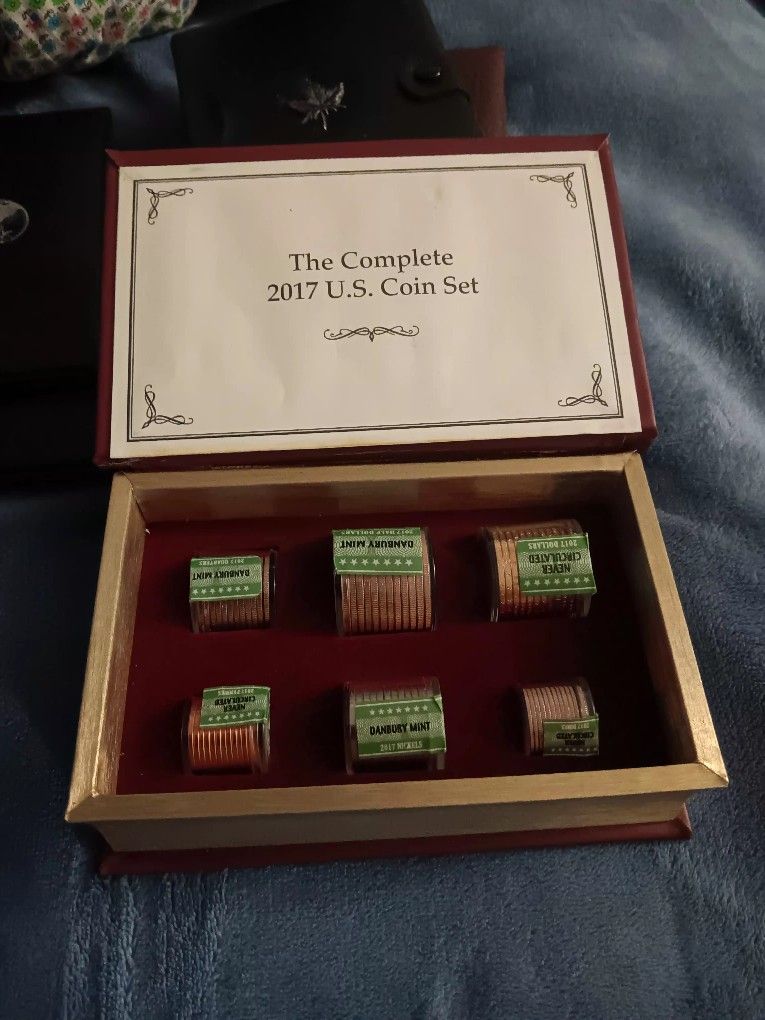 The Complete
2017 U.S. Coin Set
2017 QUARTERS
DANBURY MINT
2017 HALF DOLLARS
DANBURY MINT
2017 DOLLARS
NEVER
CIRCULATED
2017 PENNIES
NEVER
CIRCULATED
DANBURY MINT
2017 NICKELS
2017 DIMES
NEVER
CIRCULATED